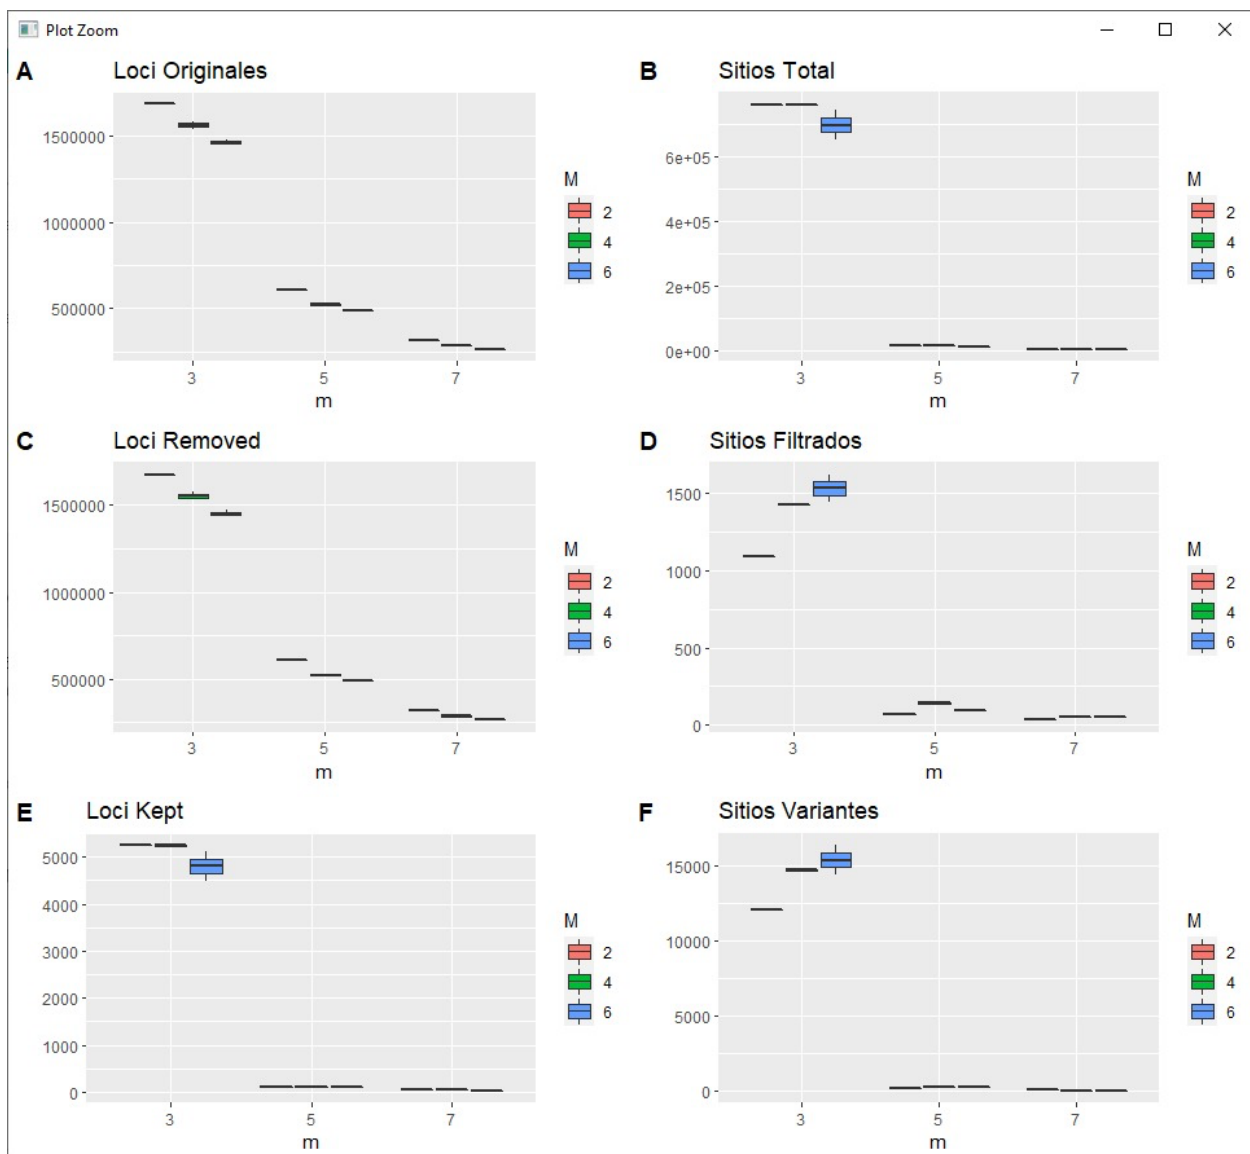 Plot Zoom
A Loci Originales
1500000
1000000
500000
3 5 7
m
M
2
4
6
B Sitios Total
6e+05
4e+05
2e+05
0e+00
3 5 7
m
M
2
4
6
C Loci Removed
1500000
1000000
500000
3 5 7
m
M
2
4
6
D Sitios Filtrados
1500
1000
500
0
3 5 7
m
M
2
4
6
E Loci Kept
5000
4000
3000
2000
1000
0
3 5 7
m
M
2
4
6
F Sitios Variantes
15000
10000
5000
0
3 5 7
m
M
2
4
6